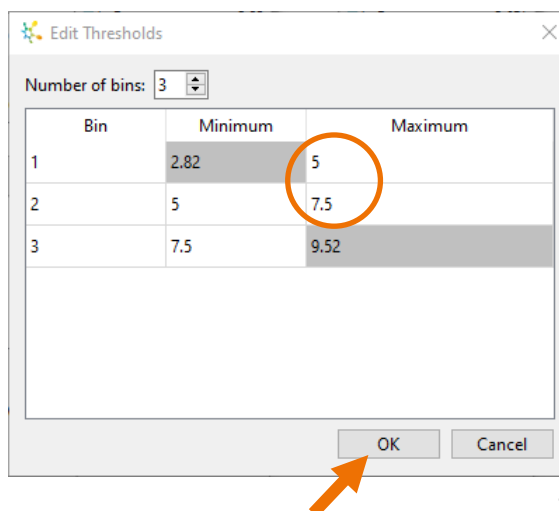 Edit Thresholds
Number of bins: 3
Bin Minimum Maximum
1 2.82 5
2 5 7.5
3 7.5 9.52
OK Cancel